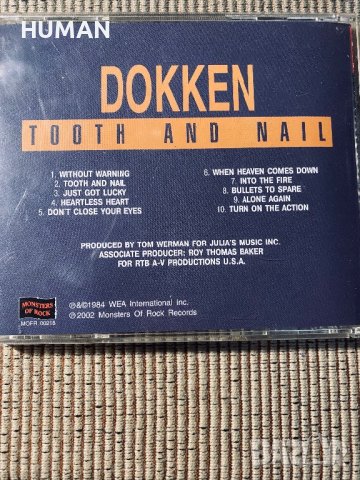 HUMAN
DOKKEN
TOOTH AND NAIL
1. WITHOUT WARNING
2. TOOTH AND NAIL
3. JUST GOT LUCKY
4. HEARTLESS HEART
5. DON'T CLOSE YOUR EYES
6. WHEN HEAVEN COMES DOWN
7. INTO THE FIRE
8. BULLETS TO SPARE
9. ALONE AGAIN
10. TURN ON THE ACTION
PRODUCED BY TOM WERMAN FOR JULIA'S MUSIC INC.
ASSOCIATE PRODUCER: ROY THOMAS BAKER
FOR RTB A-V PRODUCTIONS U.S.A.
MONSTERS
OF ROCK
MOFR 00218
℗&©1984 WEA International Inc.
℗2002 Monsters Of Rock Records
BAZAR